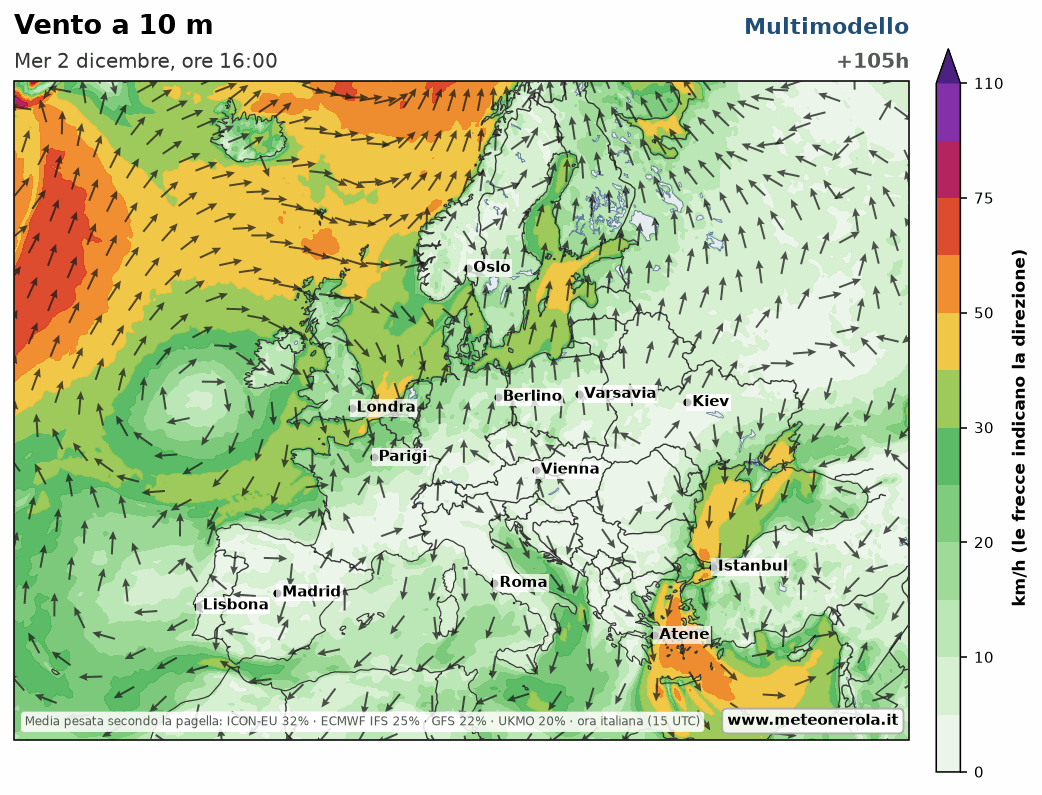 Vento a 10 m
Multimodello
Mer 2 dicembre, ore 16:00
+105h
110
75
50
30
20
10
0
km/h (le frecce indicano la direzione)
Oslo
Londra
Berlino
Varsavia
Kiev
Parigi
Vienna
Istanbul
Roma
Madrid
Lisbona
Atene
Media pesata secondo la pagella: ICON-EU 32% · ECMWF IFS 25% · GFS 22% · UKMO 20% · ora italiana (15 UTC)
www.meteonerola.it